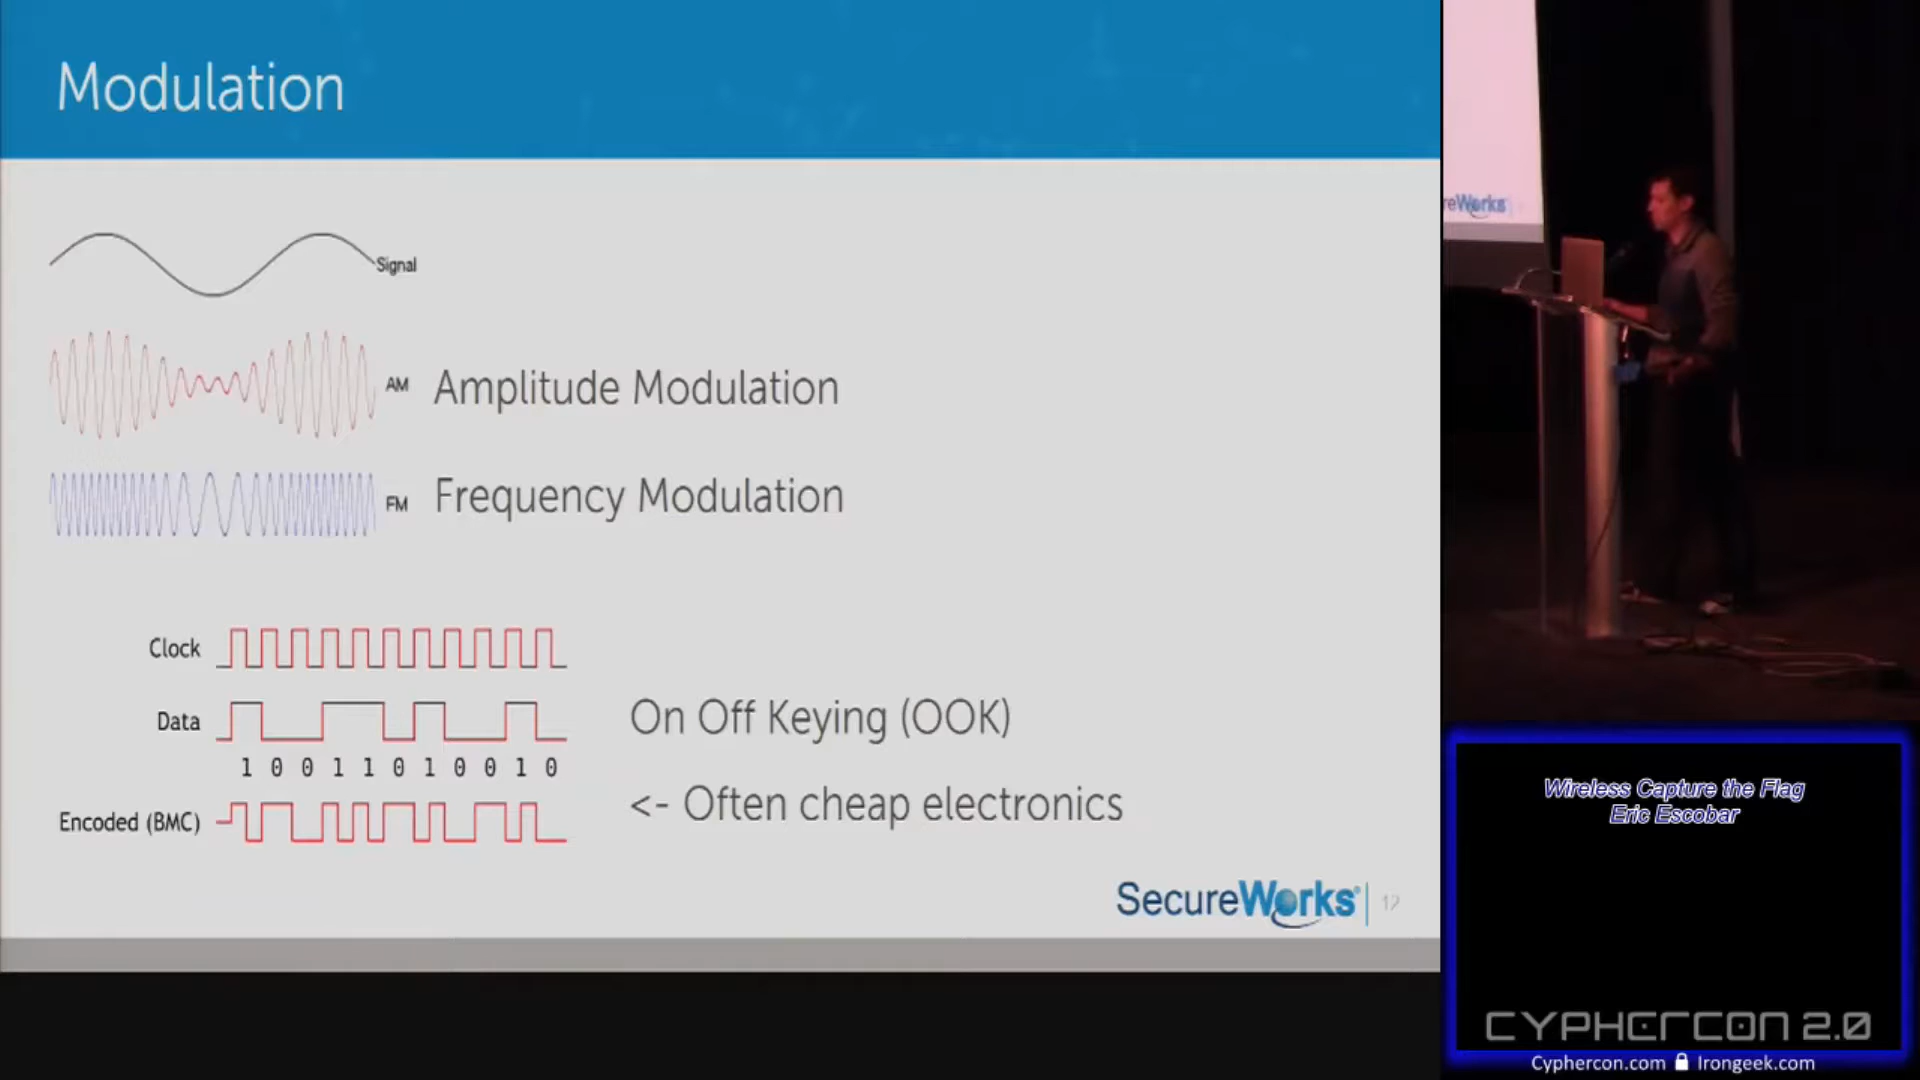 Modulation
Signal
AM Amplitude Modulation
FM Frequency Modulation
Clock
Data
On Off Keying (OOK)
1 0 0 1 1 0 1 0 0 1 0
Encoded (BMC)
<- Often cheap electronics
SecureWorks 12
reWorks
Wireless Capture the Flag
Eric Escobar
CYPHERCON 2.0
Cyphercon.com Irongeek.com